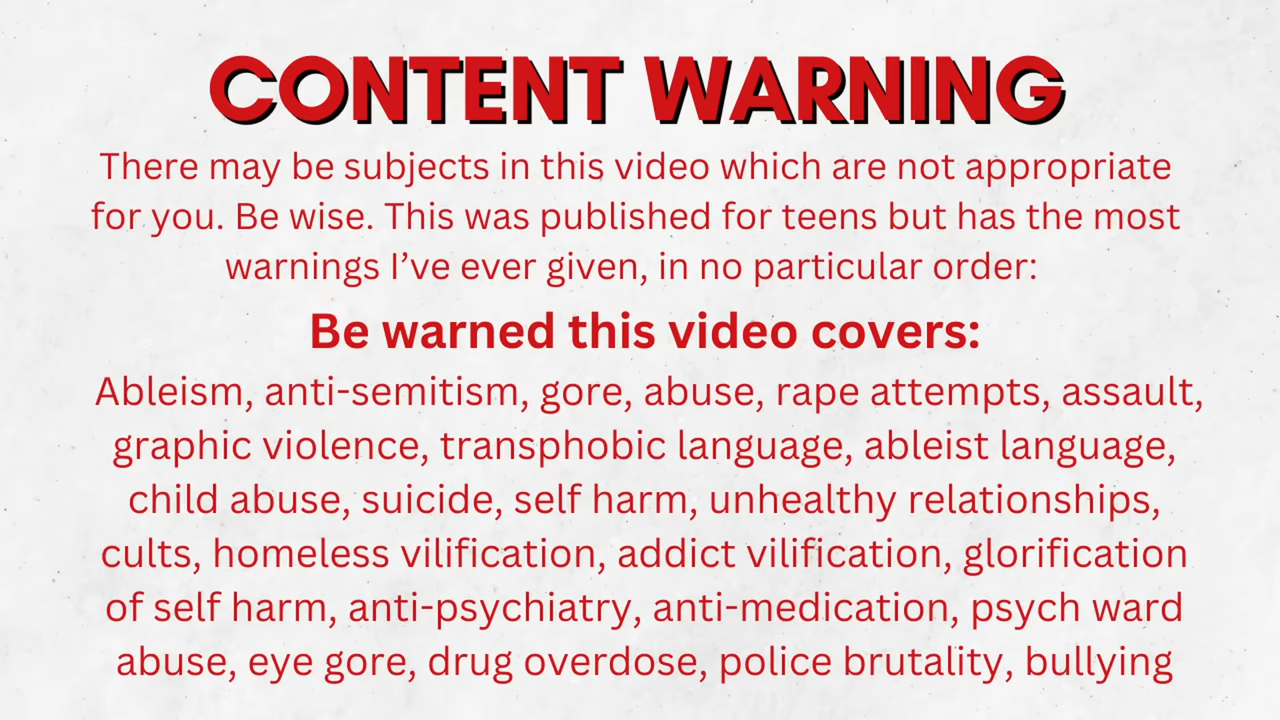 CONTENT WARNING
There may be subjects in this video which are not appropriate
for you. Be wise. This was published for teens but has the most
warnings I’ve ever given, in no particular order:
Be warned this video covers:
Ableism, anti-semitism, gore, abuse, rape attempts, assault,
graphic violence, transphobic language, ableist language,
child abuse, suicide, self harm, unhealthy relationships,
cults, homeless vilification, addict vilification, glorification
of self harm, anti-psychiatry, anti-medication, psych ward
abuse, eye gore, drug overdose, police brutality, bullying